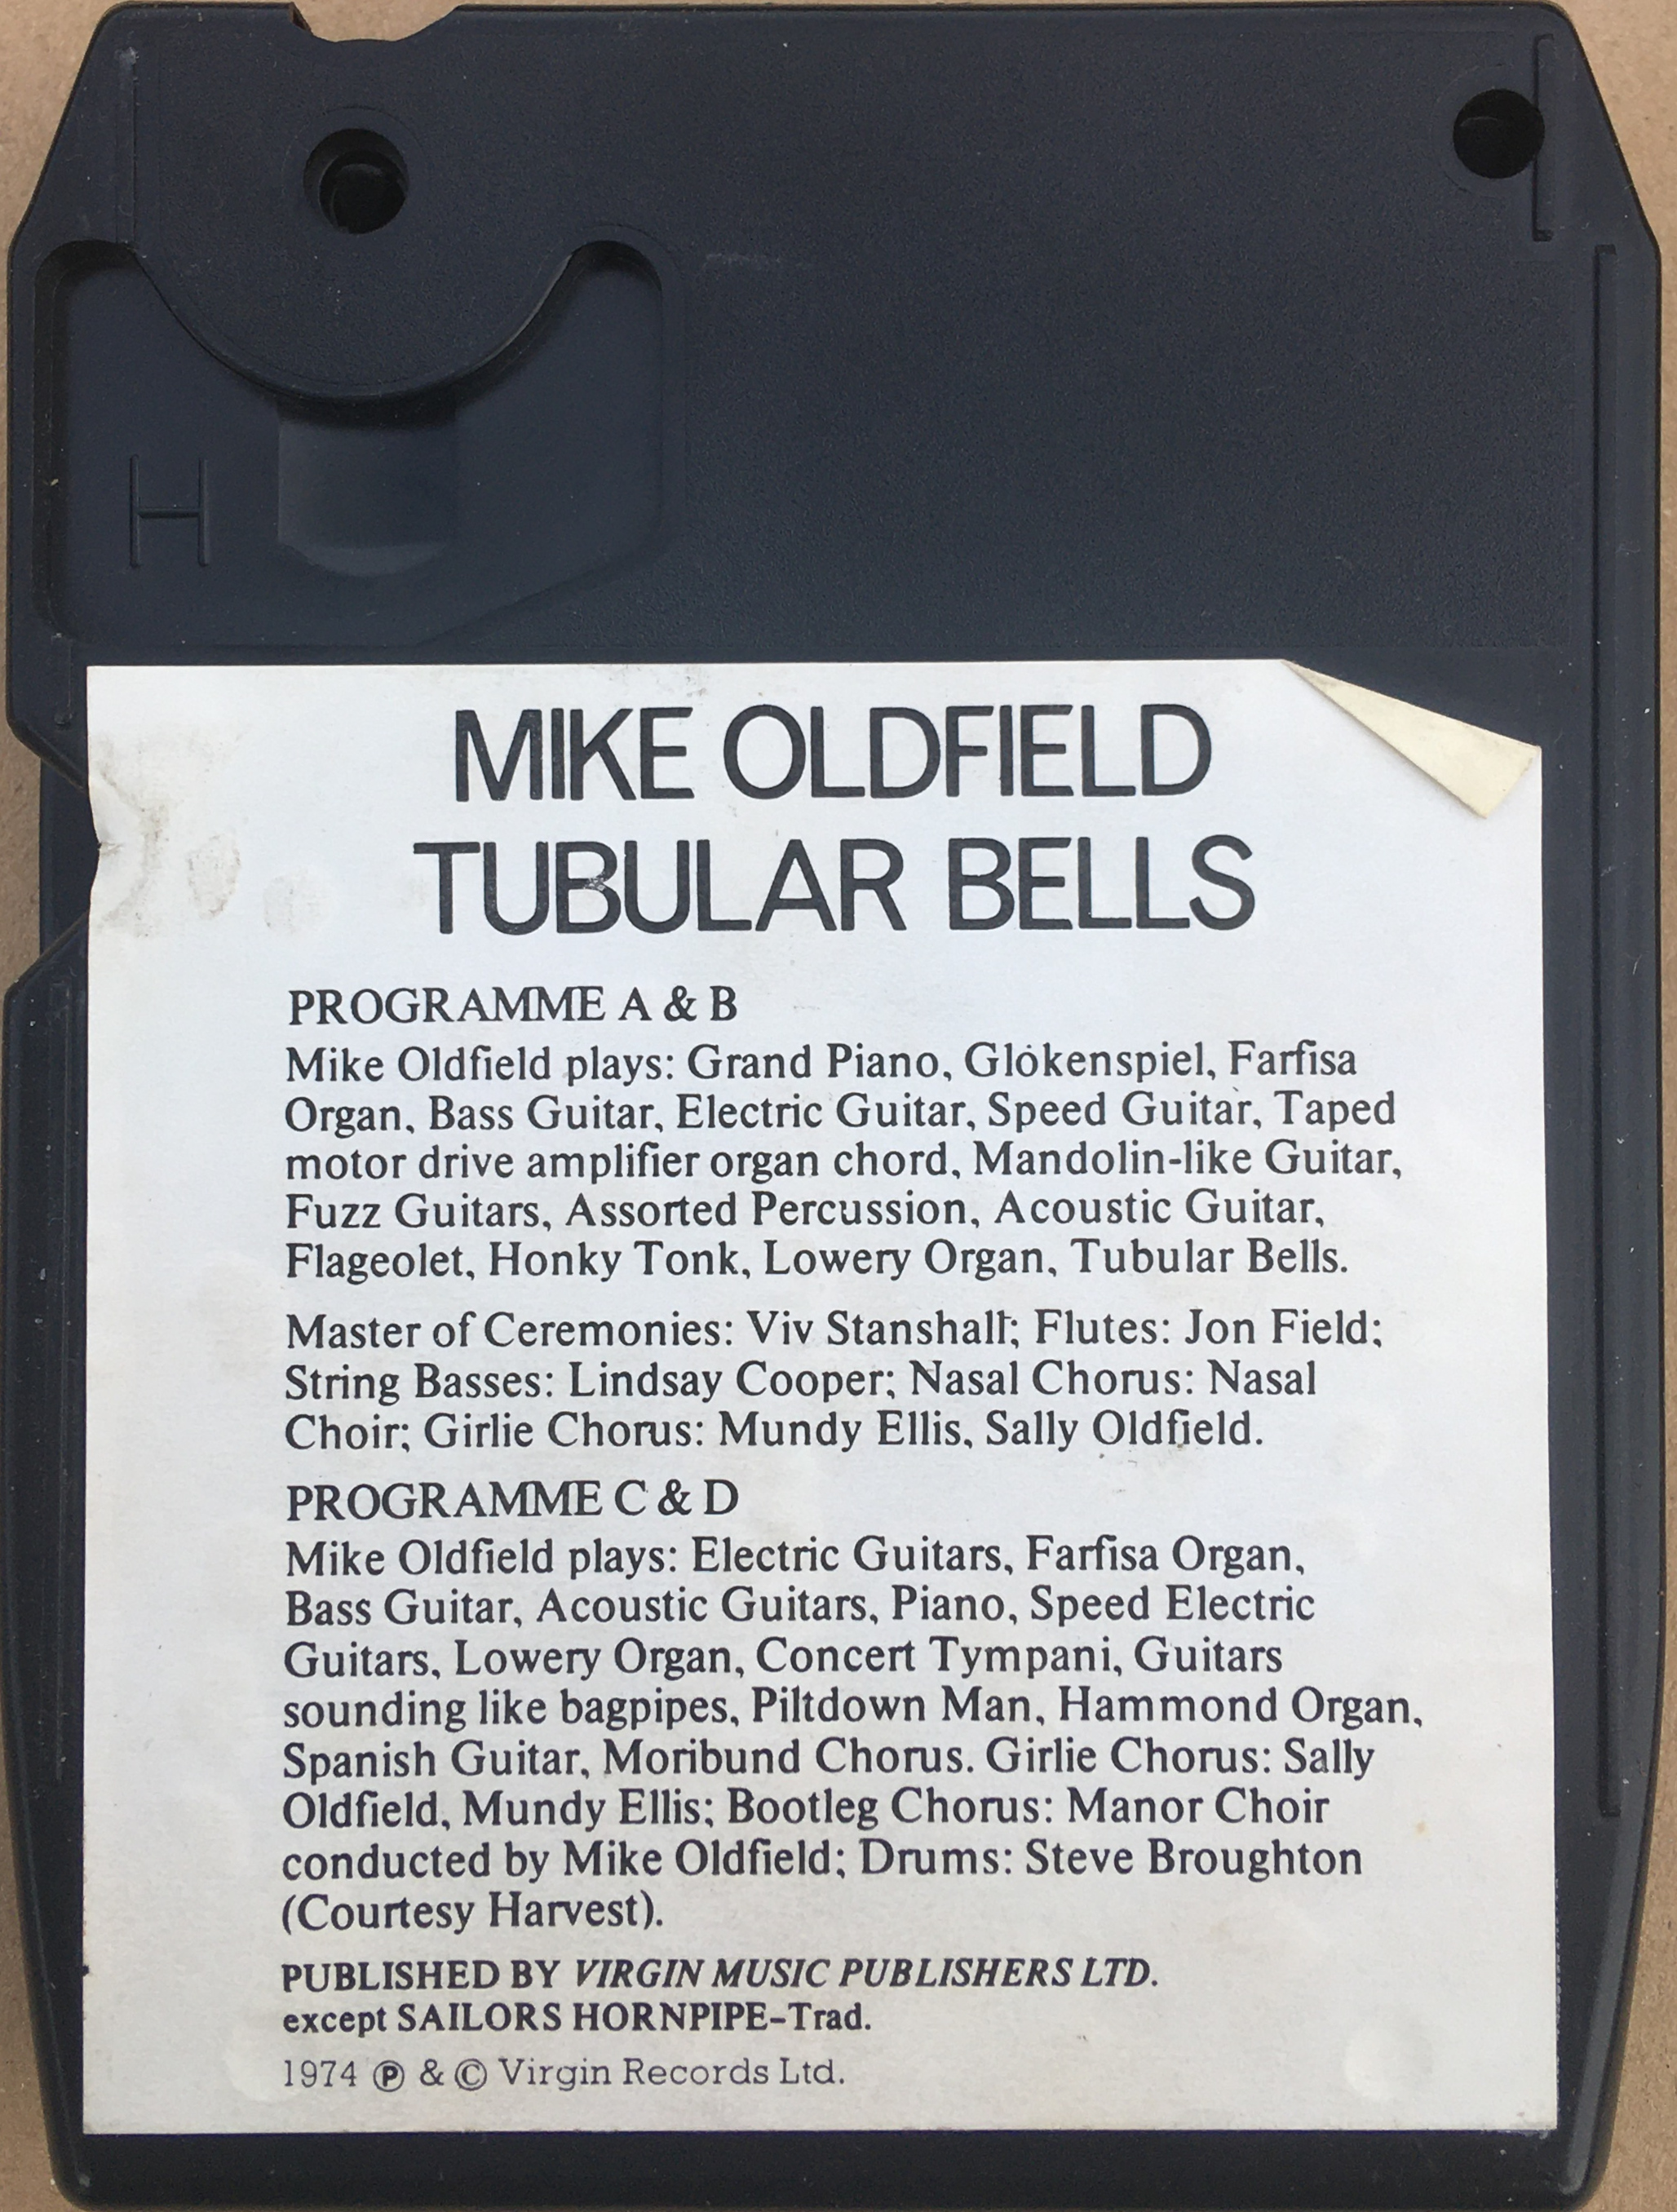 H
MIKE OLDFIELD
TUBULAR BELLS
PROGRAMME A & B
Mike Oldfield plays: Grand Piano, Glokenspiel, Farfisa
Organ, Bass Guitar, Electric Guitar, Speed Guitar, Taped
motor drive amplifier organ chord, Mandolin-like Guitar,
Fuzz Guitars, Assorted Percussion, Acoustic Guitar,
Flageolet, Honky Tonk, Lowery Organ, Tubular Bells.
Master of Ceremonies: Viv Stanshall; Flutes: Jon Field;
String Basses: Lindsay Cooper; Nasal Chorus: Nasal
Choir; Girlie Chorus: Mundy Ellis, Sally Oldfield.
PROGRAMME C & D
Mike Oldfield plays: Electric Guitars, Farfisa Organ,
Bass Guitar, Acoustic Guitars, Piano, Speed Electric
Guitars, Lowery Organ, Concert Tympani, Guitars
sounding like bagpipes, Piltdown Man, Hammond Organ,
Spanish Guitar, Moribund Chorus. Girlie Chorus: Sally
Oldfield, Mundy Ellis; Bootleg Chorus: Manor Choir
conducted by Mike Oldfield; Drums: Steve Broughton
(Courtesy Harvest).
PUBLISHED BY VIRGIN MUSIC PUBLISHERS LTD.
except SAILORS HORNPIPE-Trad.
1974 ℗ & © Virgin Records Ltd.